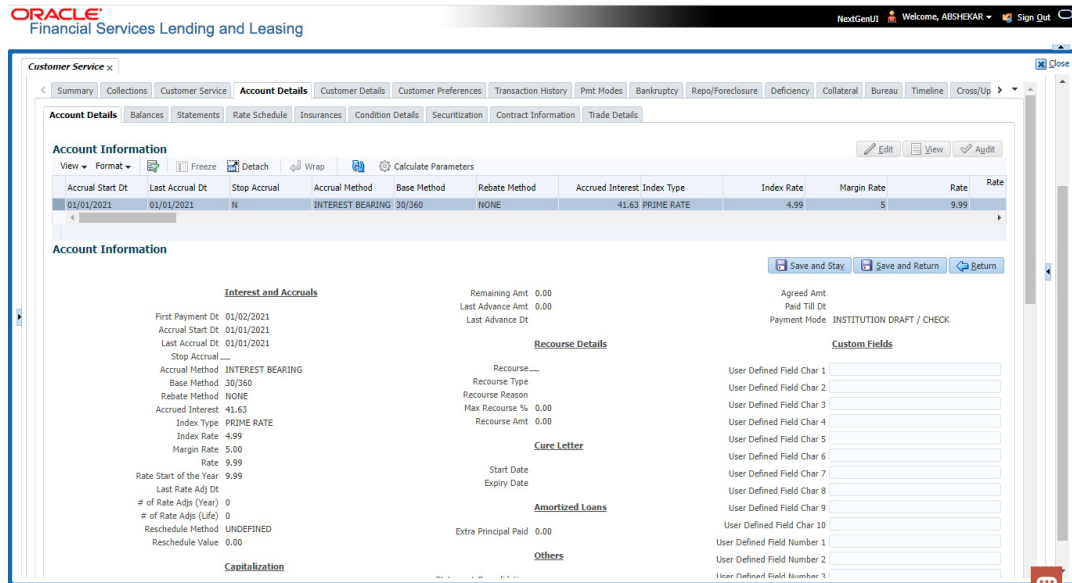 ORACLE
Financial Services Lending and Leasing
NextGenUI Welcome, ABSHEKAR Sign Out
Close
Customer Service x
Summary Collections Customer Service Account Details Customer Details Customer Preferences Transaction History Pmt Modes Bankruptcy Repo/Foreclosure Deficiency Collateral Bureau Timeline Cross/Up
Account Details Balances Statements Rate Schedule Insurances Condition Details Securitization Contract Information Trade Details
Account Information
Edit View Audit
View Format Freeze Detach Wrap Calculate Parameters
Accrual Start Dt Last Accrual Dt Stop Accrual Accrual Method Base Method Rebate Method Accrued Interest Index Type Index Rate Margin Rate Rate Rate
01/01/2021 01/01/2021 N INTEREST BEARING 30/360 NONE 41.63 PRIME RATE 4.99 5 9.99
Account Information
Save and Stay Save and Return Return
Interest and Accruals
First Payment Dt 01/02/2021
Accrual Start Dt 01/01/2021
Last Accrual Dt 01/01/2021
Stop Accrual
Accrual Method INTEREST BEARING
Base Method 30/360
Rebate Method NONE
Accrued Interest 41.63
Index Type PRIME RATE
Index Rate 4.99
Margin Rate 5.00
Rate 9.99
Rate Start of the Year 9.99
Last Rate Adj Dt
# of Rate Adjs (Year) 0
# of Rate Adjs (Life) 0
Reschedule Method UNDEFINED
Reschedule Value 0.00
Capitalization
Remaining Amt 0.00
Last Advance Amt 0.00
Last Advance Dt
Recourse Details
Recourse
Recourse Type
Recourse Reason
Max Recourse % 0.00
Recourse Amt 0.00
Cure Letter
Start Date
Expiry Date
Amortized Loans
Extra Principal Paid 0.00
Others
Agreed Amt
Paid Till Dt
Payment Mode INSTITUTION DRAFT / CHECK
Custom Fields
User Defined Field Char 1
User Defined Field Char 2
User Defined Field Char 3
User Defined Field Char 4
User Defined Field Char 5
User Defined Field Char 6
User Defined Field Char 7
User Defined Field Char 8
User Defined Field Char 9
User Defined Field Char 10
User Defined Field Number 1
User Defined Field Number 2
User Defined Field Number 3